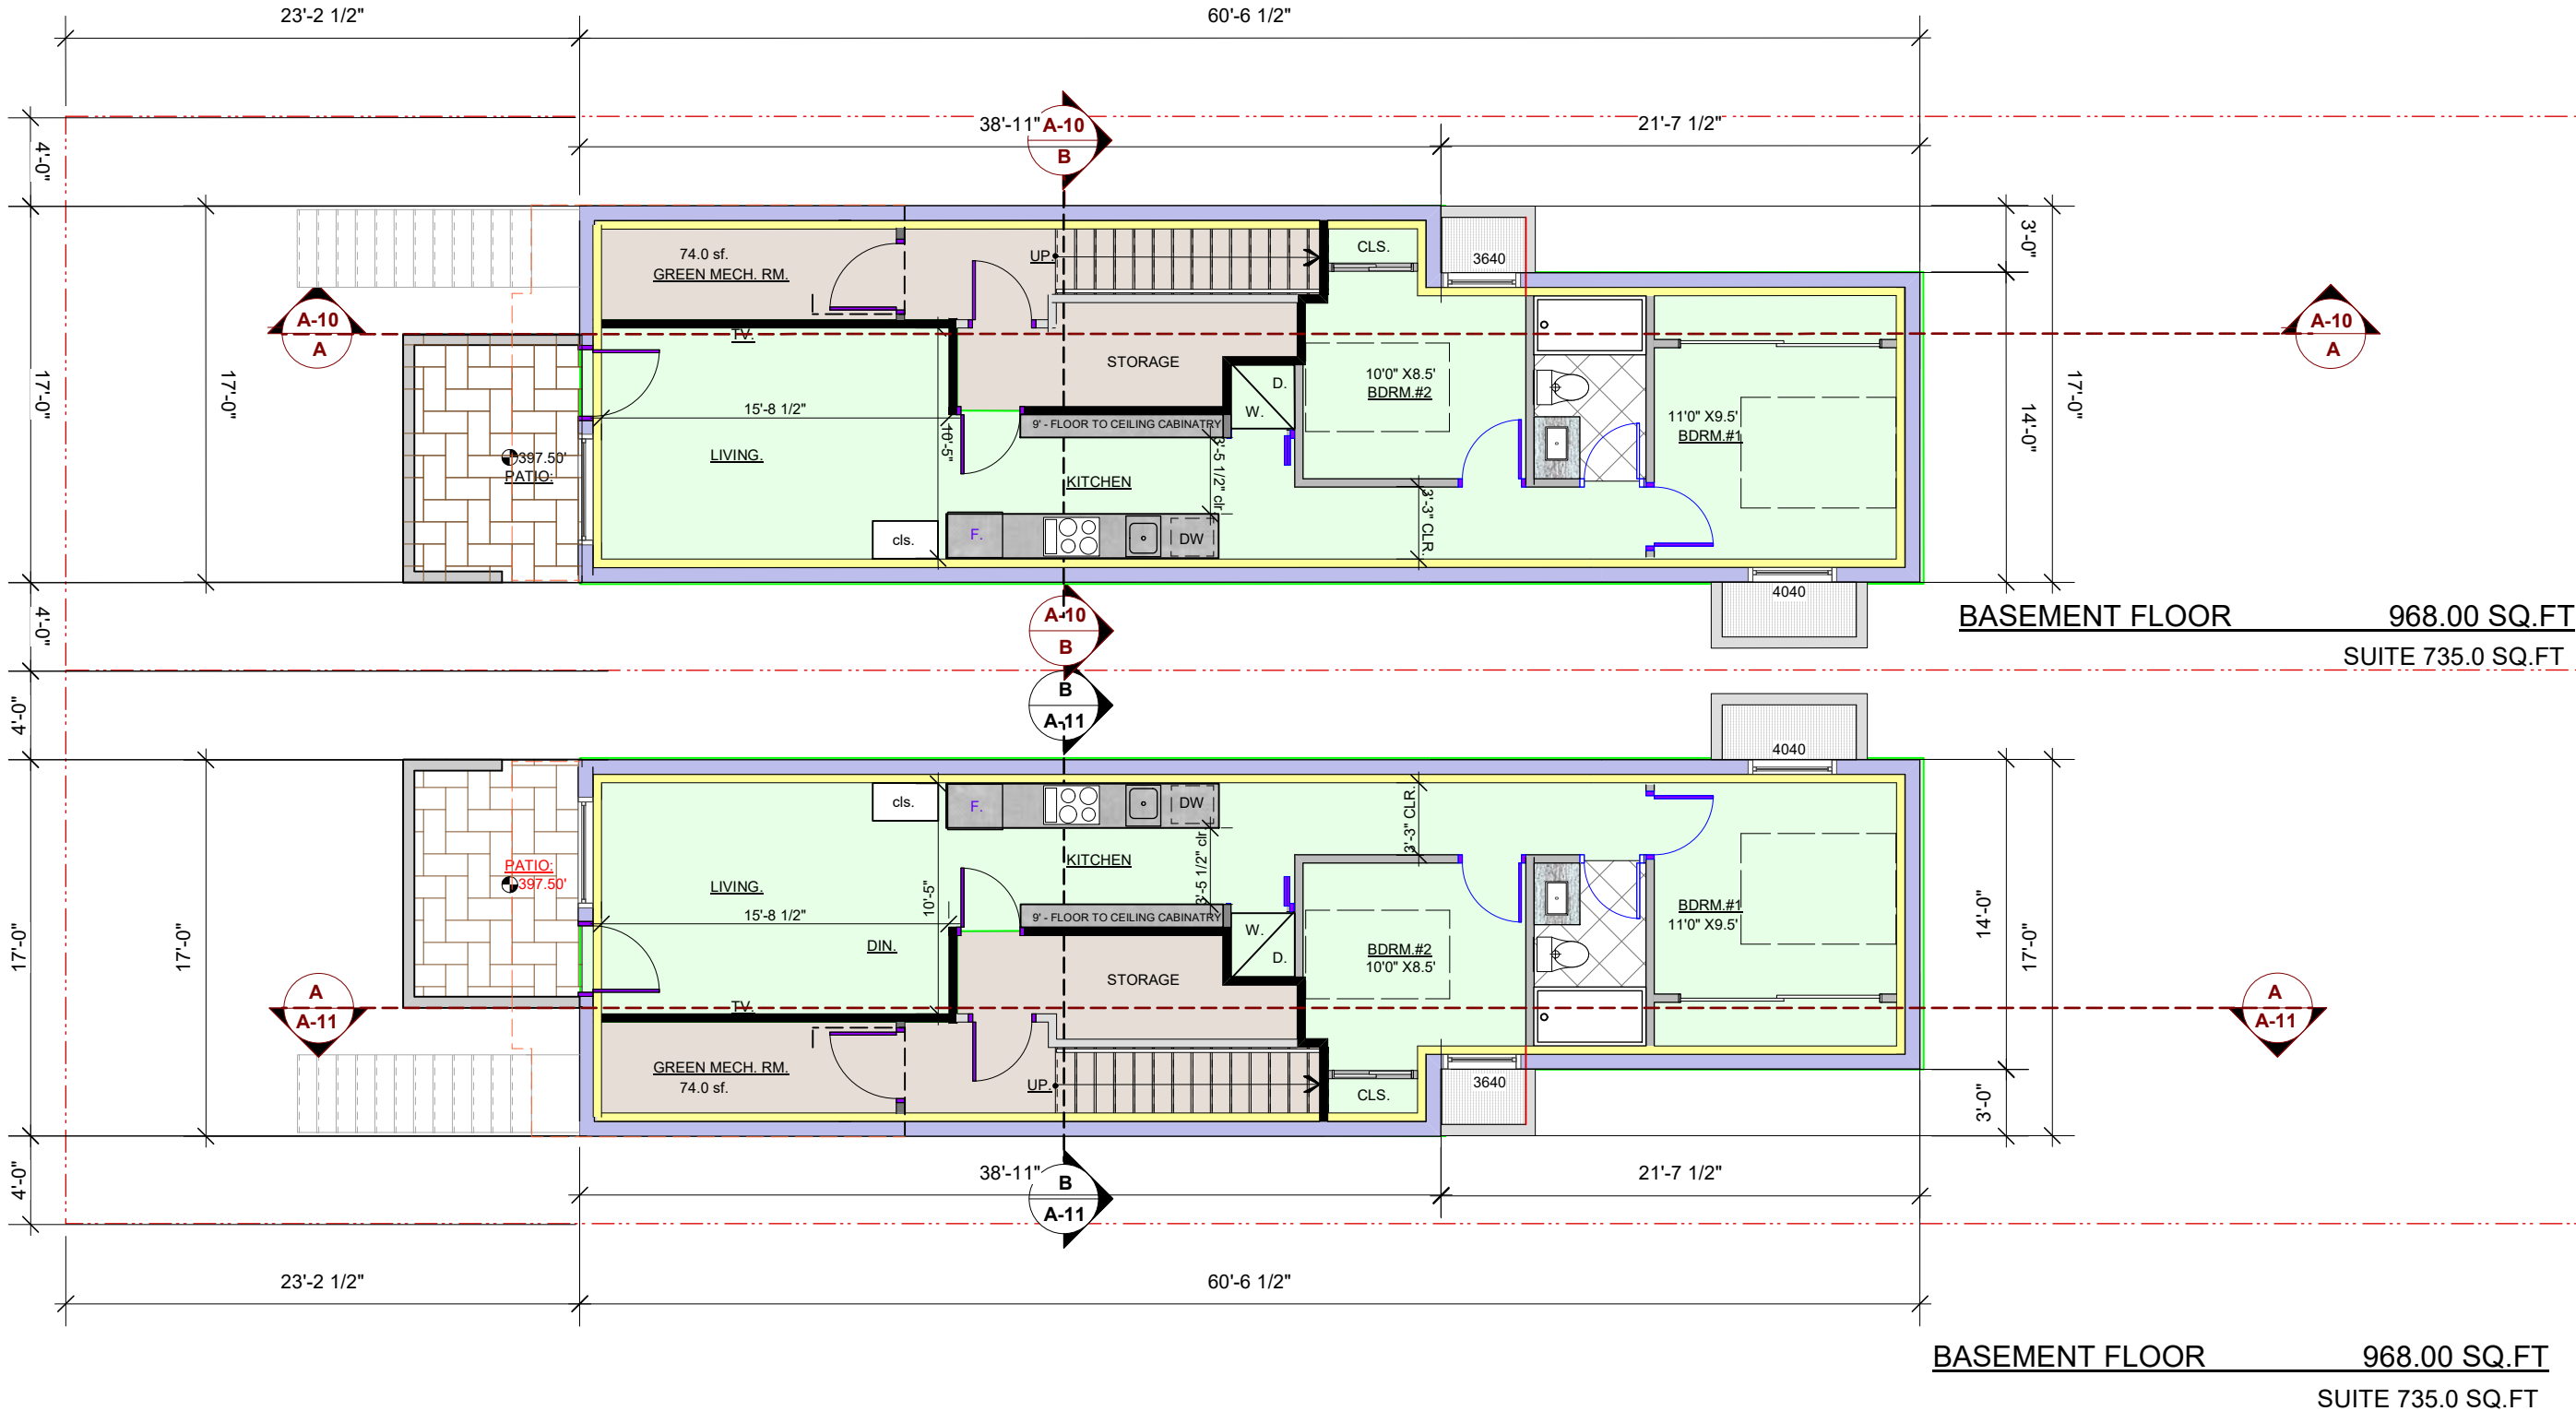 23'-2 1/2"
60'-6 1/2"
38'-11"
A-10
B
21'-7 1/2"
4'-0"
17'-0"
17'-0"
4'-0"
3'-0"
14'-0"
17'-0"
74.0 sf.
GREEN MECH. RM.
UP.
CLS.
3640
A-10
A
A-10
A
TV.
STORAGE
D.
W.
10'0" X8.5'
BDRM.#2
11'0" X9.5'
BDRM.#1
15'-8 1/2"
10'-5"
9' - FLOOR TO CEILING CABINATRY
3'-5 1/2" clr
LIVING.
KITCHEN
397.50'
PATIO:
3'-3" CLR.
cls.
F.
DW
4040
A-10
B
BASEMENT FLOOR 968.00 SQ.FT
SUITE 735.0 SQ.FT
B
A-11
4'-0"
17'-0"
17'-0"
4'-0"
14'-0"
3'-0"
17'-0"
4040
cls.
F.
DW
3'-3" CLR.
KITCHEN
3'-5 1/2" clr
PATIO:
397.50'
LIVING.
10'-5"
15'-8 1/2"
9' - FLOOR TO CEILING CABINATRY
DIN.
W.
D.
BDRM.#2
10'0" X8.5'
BDRM.#1
11'0" X9.5'
STORAGE
TV.
A
A-11
A
A-11
GREEN MECH. RM.
74.0 sf.
UP.
CLS.
3640
38'-11"
B
A-11
21'-7 1/2"
23'-2 1/2"
60'-6 1/2"
BASEMENT FLOOR 968.00 SQ.FT
SUITE 735.0 SQ.FT